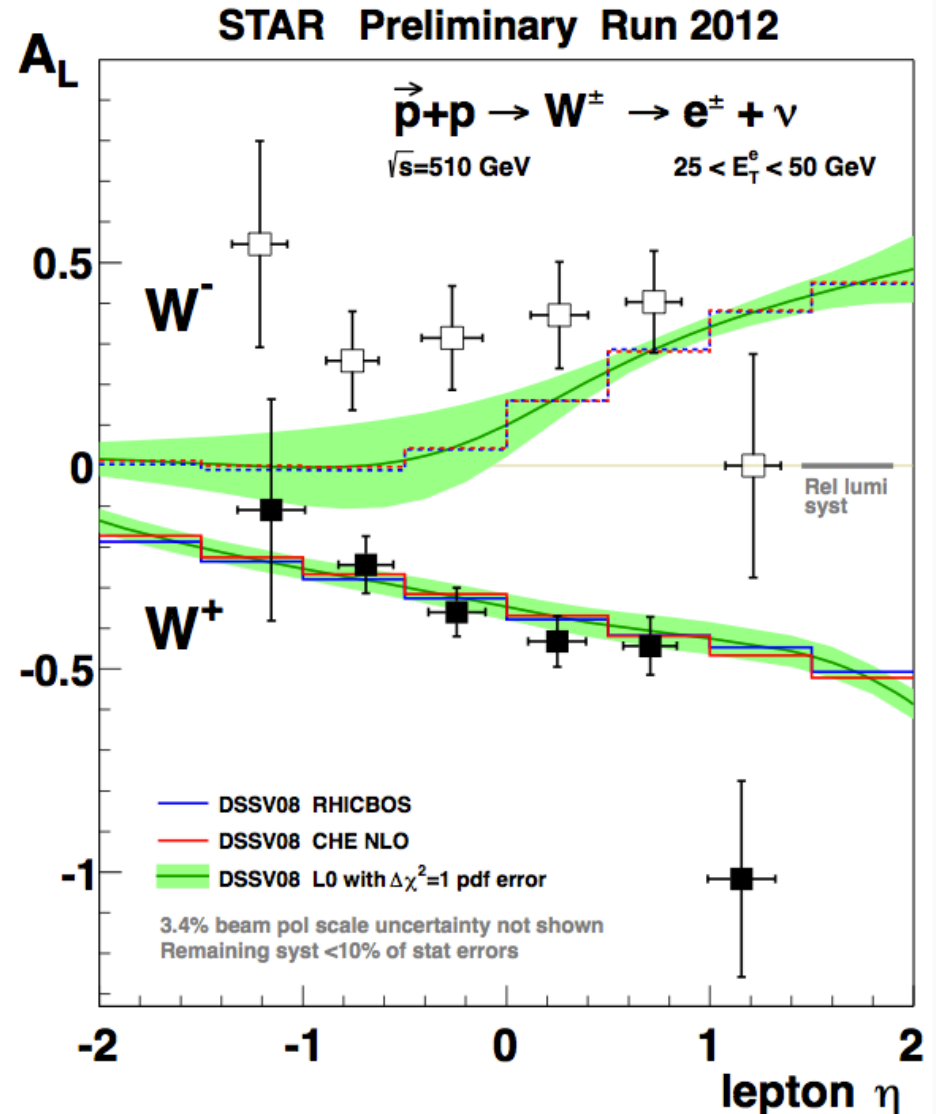 STAR Preliminary Run 2012
A_L
p⃗+p → W± → e± + ν
√s=510 GeV 25 < E_T^e < 50 GeV
0.5
W⁻
0
Rel lumi
syst
W⁺
-0.5
DSSV08 RHICBOS
DSSV08 CHE NLO
-1
DSSV08 L0 with Δχ²=1 pdf error
3.4% beam pol scale uncertainty not shown
Remaining syst <10% of stat errors
-2 -1 0 1 2
lepton η